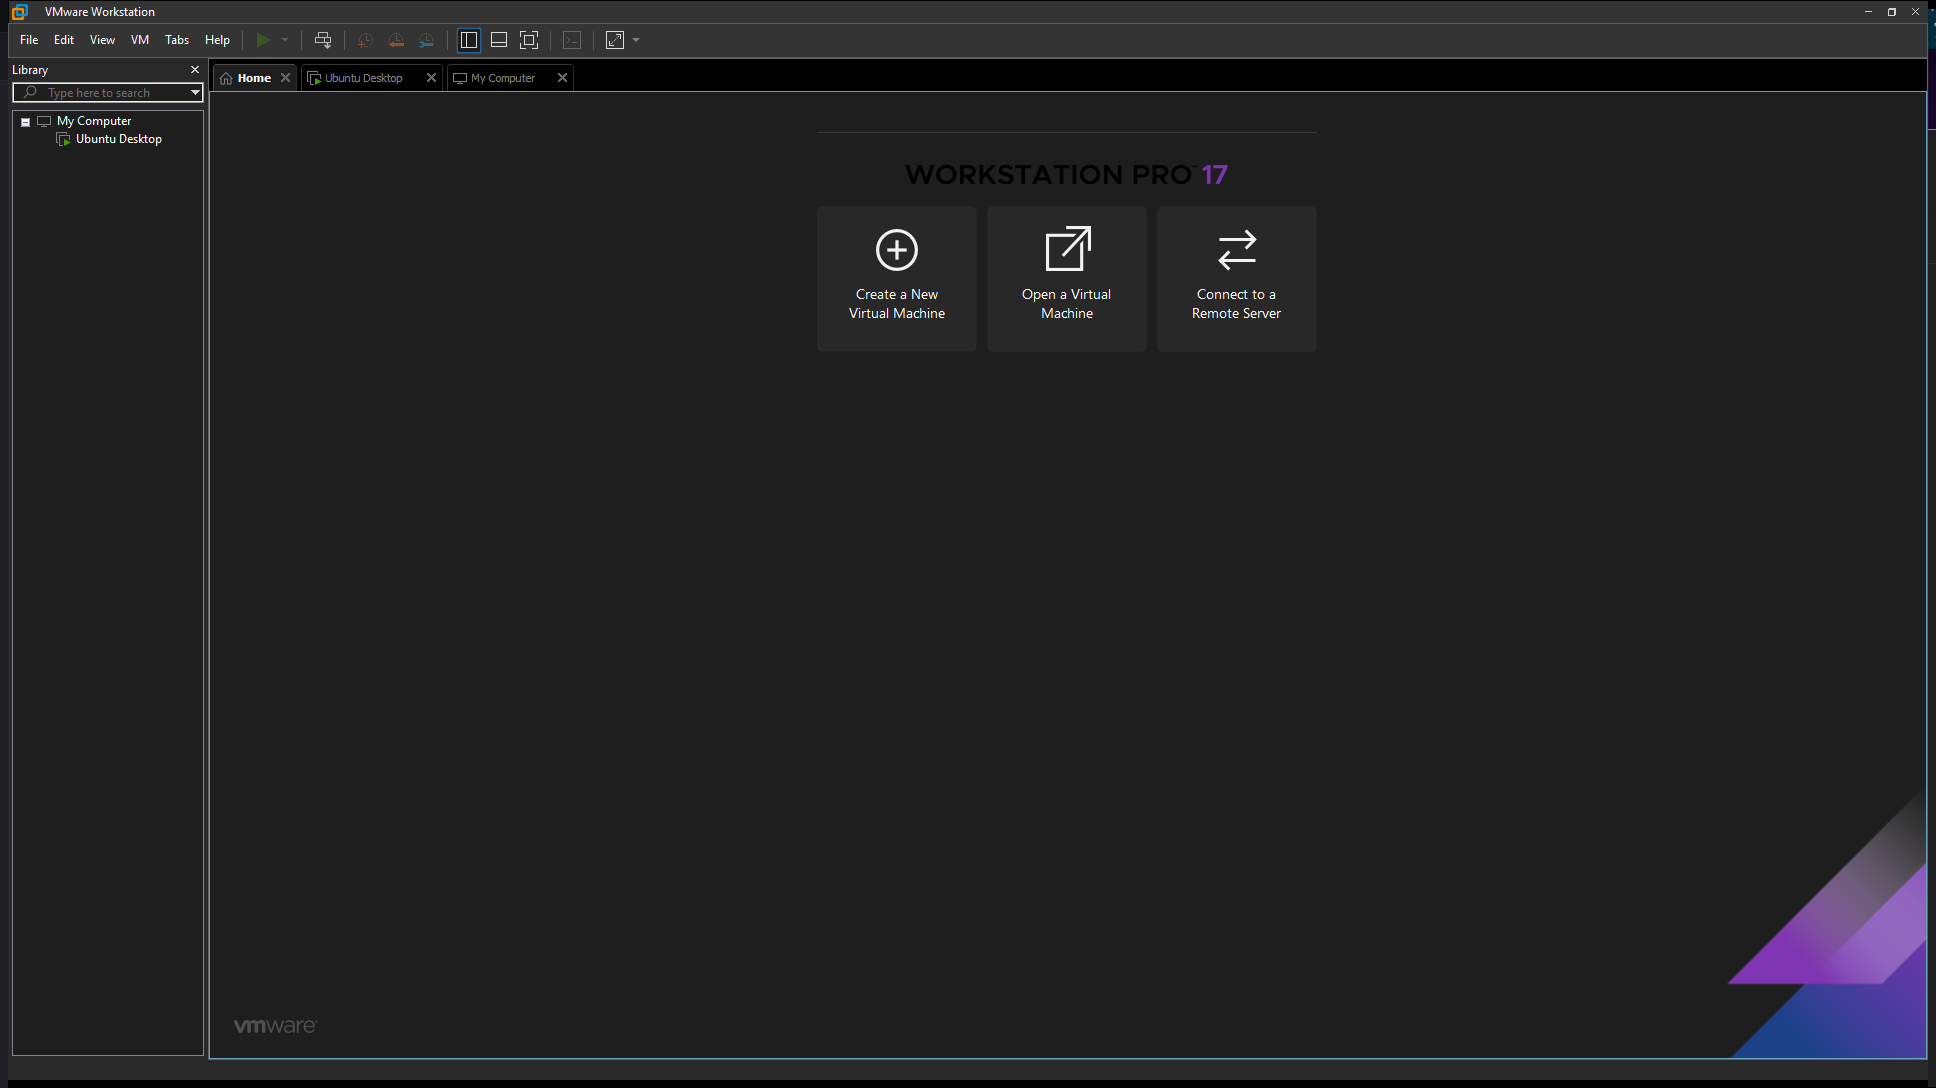 VMware Workstation
File Edit View VM Tabs Help
Library
Type here to search
My Computer
Ubuntu Desktop
Home
Ubuntu Desktop
My Computer
WORKSTATION PRO™ 17
Create a New
Virtual Machine
Open a Virtual
Machine
Connect to a
Remote Server
vmware